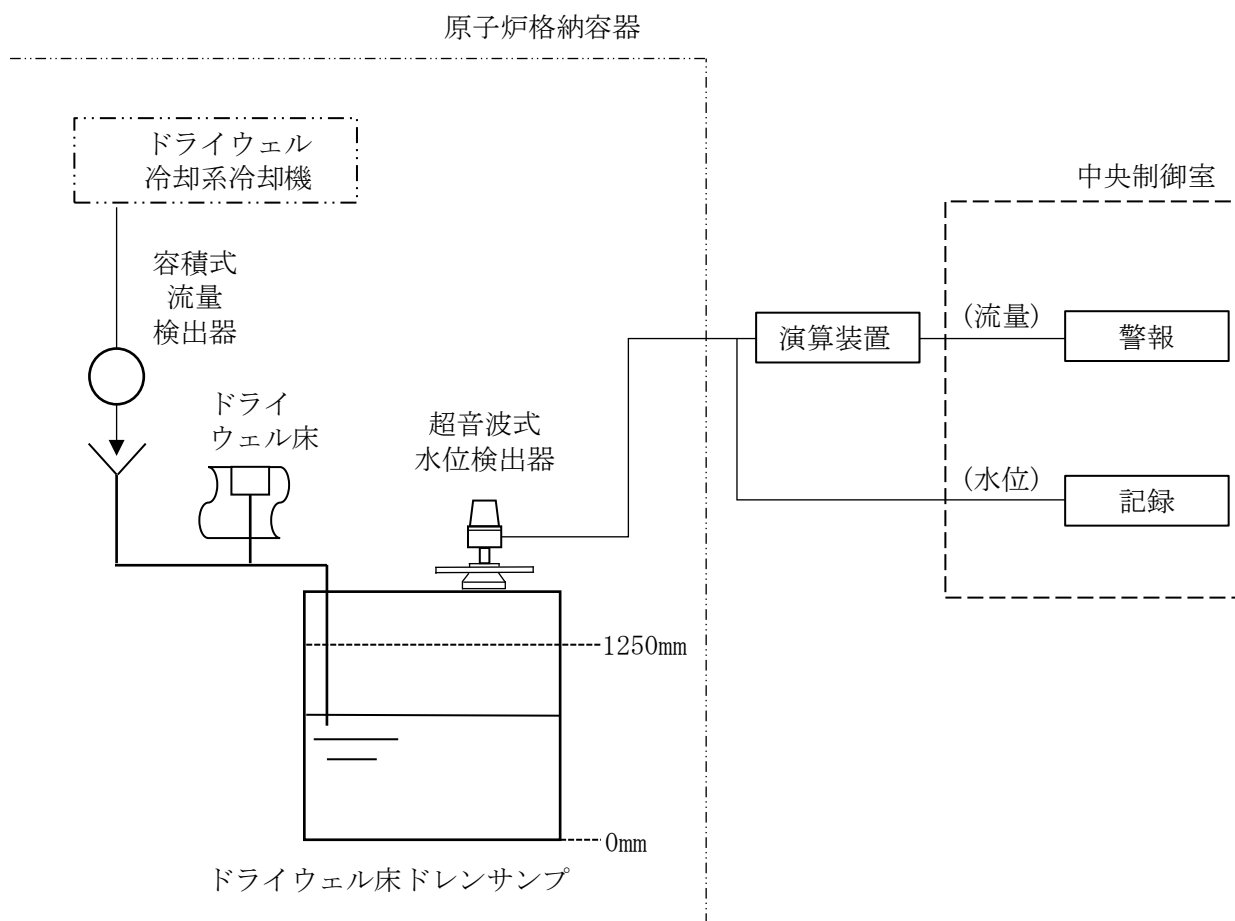 原子炉格納容器
ドライウェル
冷却系冷却機
中央制御室
容積式
流量
検出器
(流量)
演算装置
警報
ドライ
ウェル床
超音波式
水位検出器
(水位)
記録
1250mm
0mm
ドライウェル床ドレンサンプ